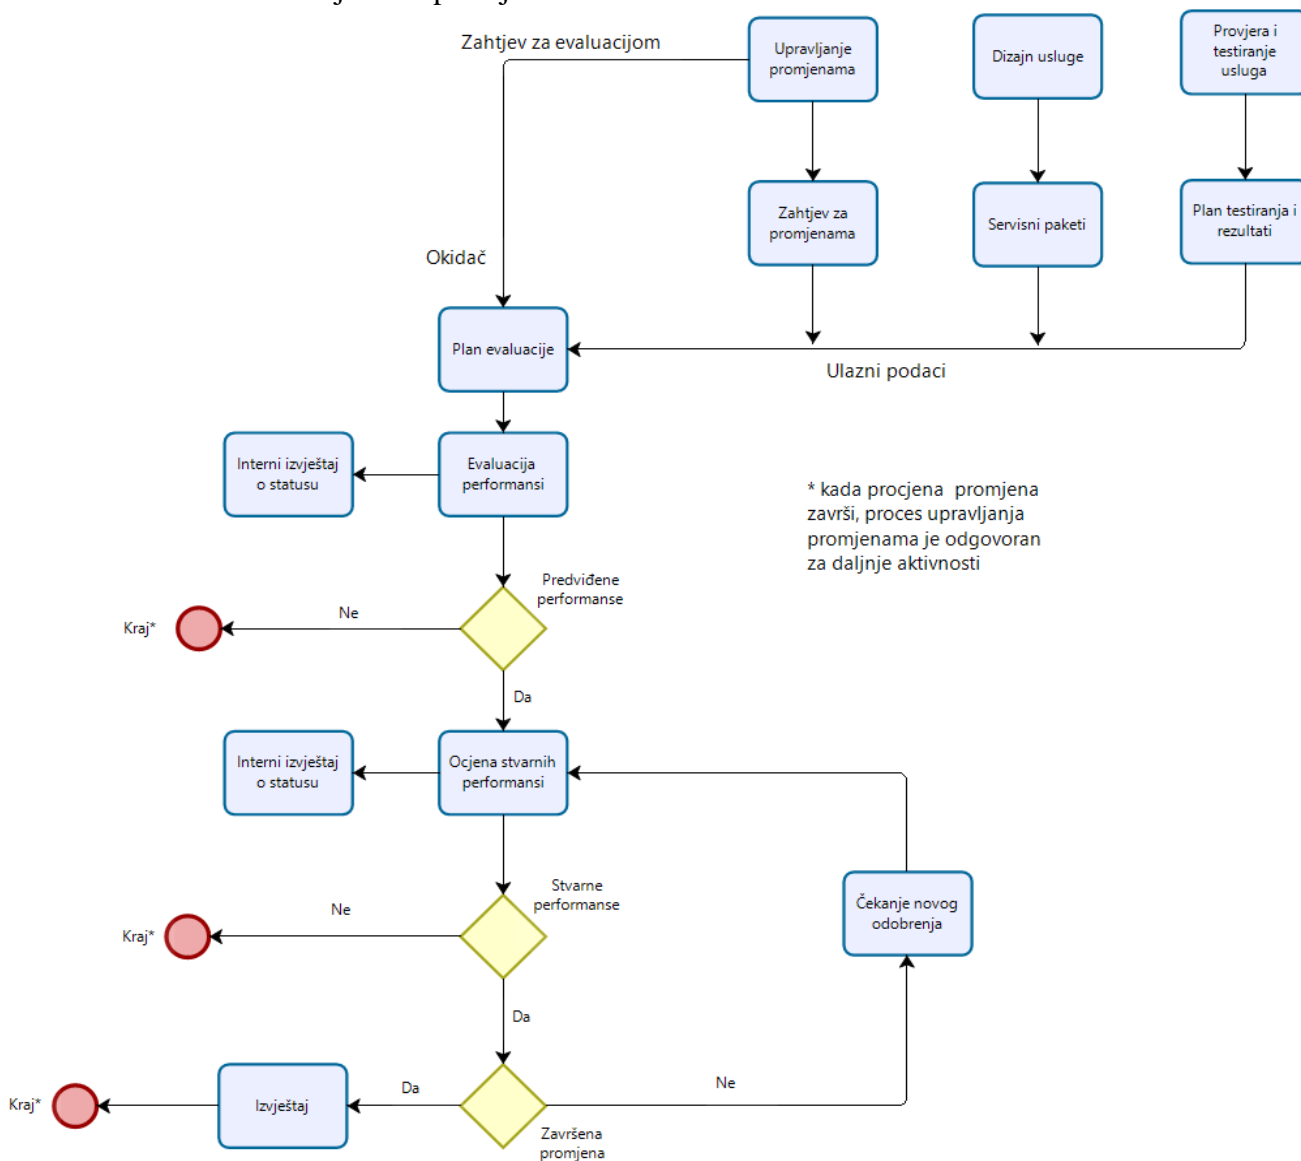 Zahtjev za evaluacijom
Upravljanje
promjenama
Dizajn usluge
Provjera i
testiranje
usluga
Zahtjev za
promjenama
Servisni paketi
Plan testiranja i
rezultati
Okidač
Plan evaluacije
Ulazni podaci
Interni izvještaj
o statusu
Evaluacija
performansi
* kada procjena promjena
završi, proces upravljanja
promjenama je odgovoran
za daljnje aktivnosti
Predviđene
performanse
Ne
Kraj*
Da
Interni izvještaj
o statusu
Ocjena stvarnih
performansi
Stvarne
performanse
Čekanje novog
odobrenja
Ne
Kraj*
Da
Ne
Da
Kraj*
Izvještaj
Završena
promjena